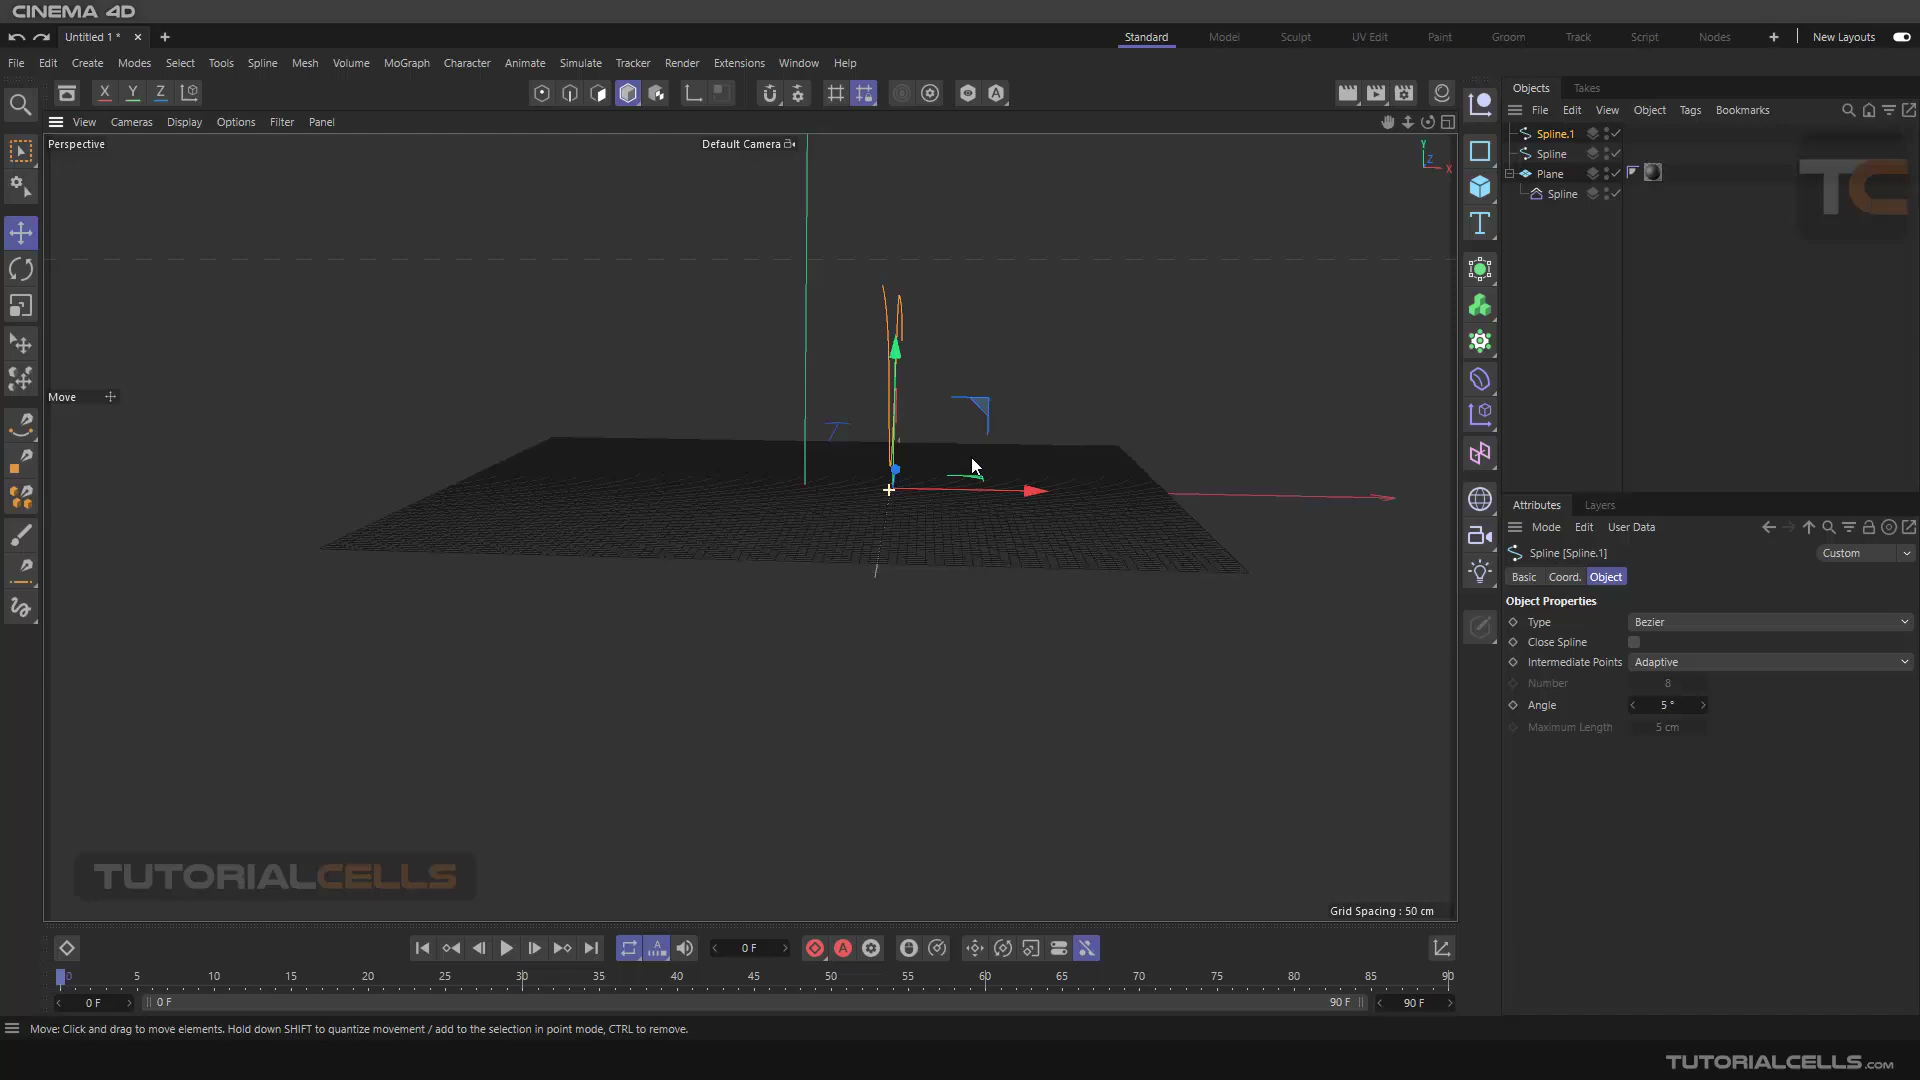 CINEMA 4D
Untitled 1 *
Standard
Model
Sculpt
UV Edit
Paint
Groom
Track
Script
Nodes
New Layouts
File Edit Create Modes Select Tools Spline Mesh Volume MoGraph Character Animate Simulate Tracker Render Extensions Window Help
X Y Z
View Cameras Display Options Filter Panel
Perspective
Default Camera
Y
Z
X
Move
TUTORIALCELLS
Grid Spacing : 50 cm
Objects Takes
File Edit View Object Tags Bookmarks
Spline.1
Spline
Plane
Spline
TC
Attributes Layers
Mode Edit User Data
Spline [Spline.1]
Custom
Basic Coord. Object
Object Properties
Type Bezier
Close Spline
Intermediate Points Adaptive
Number 8
Angle 5 °
Maximum Length 5 cm
0 F
0 5 10 15 20 25 30 35 40 45 50 55 60 65 70 75 80 85 90
0 F 0 F 90 F 90 F
Move: Click and drag to move elements. Hold down SHIFT to quantize movement / add to the selection in point mode, CTRL to remove.
TUTORIALCELLS.com